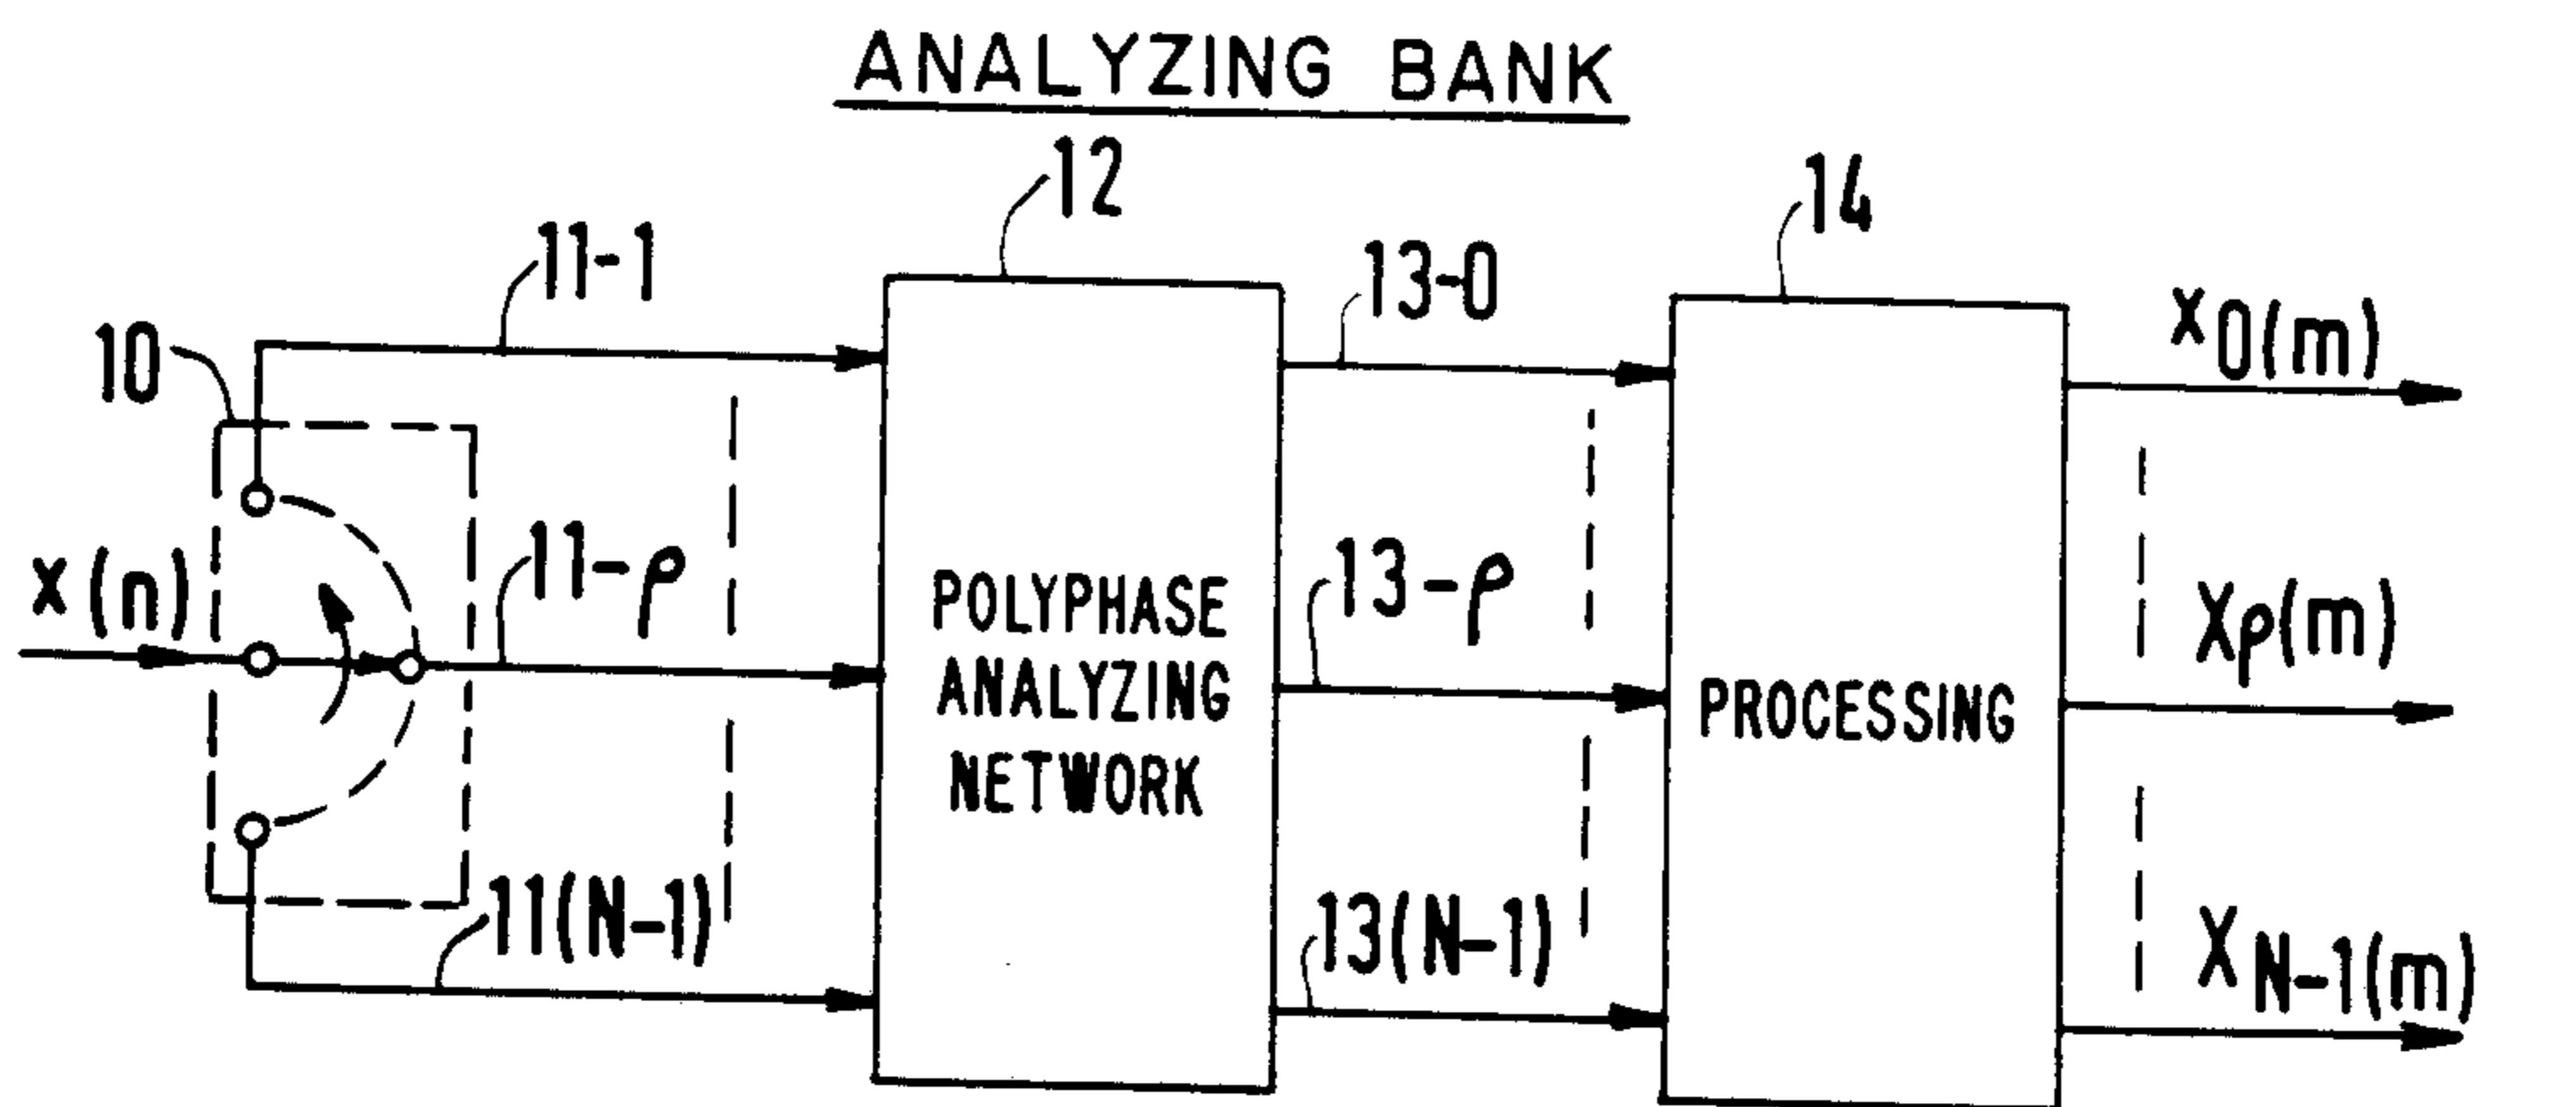 ANALYZING BANK
12
14
11-1
13-0
10
x0(m)
x(n)
11-ρ
13-ρ
Xρ(m)
POLYPHASE
ANALYZING
NETWORK
PROCESSING
11(N-1)
13(N-1)
XN-1(m)